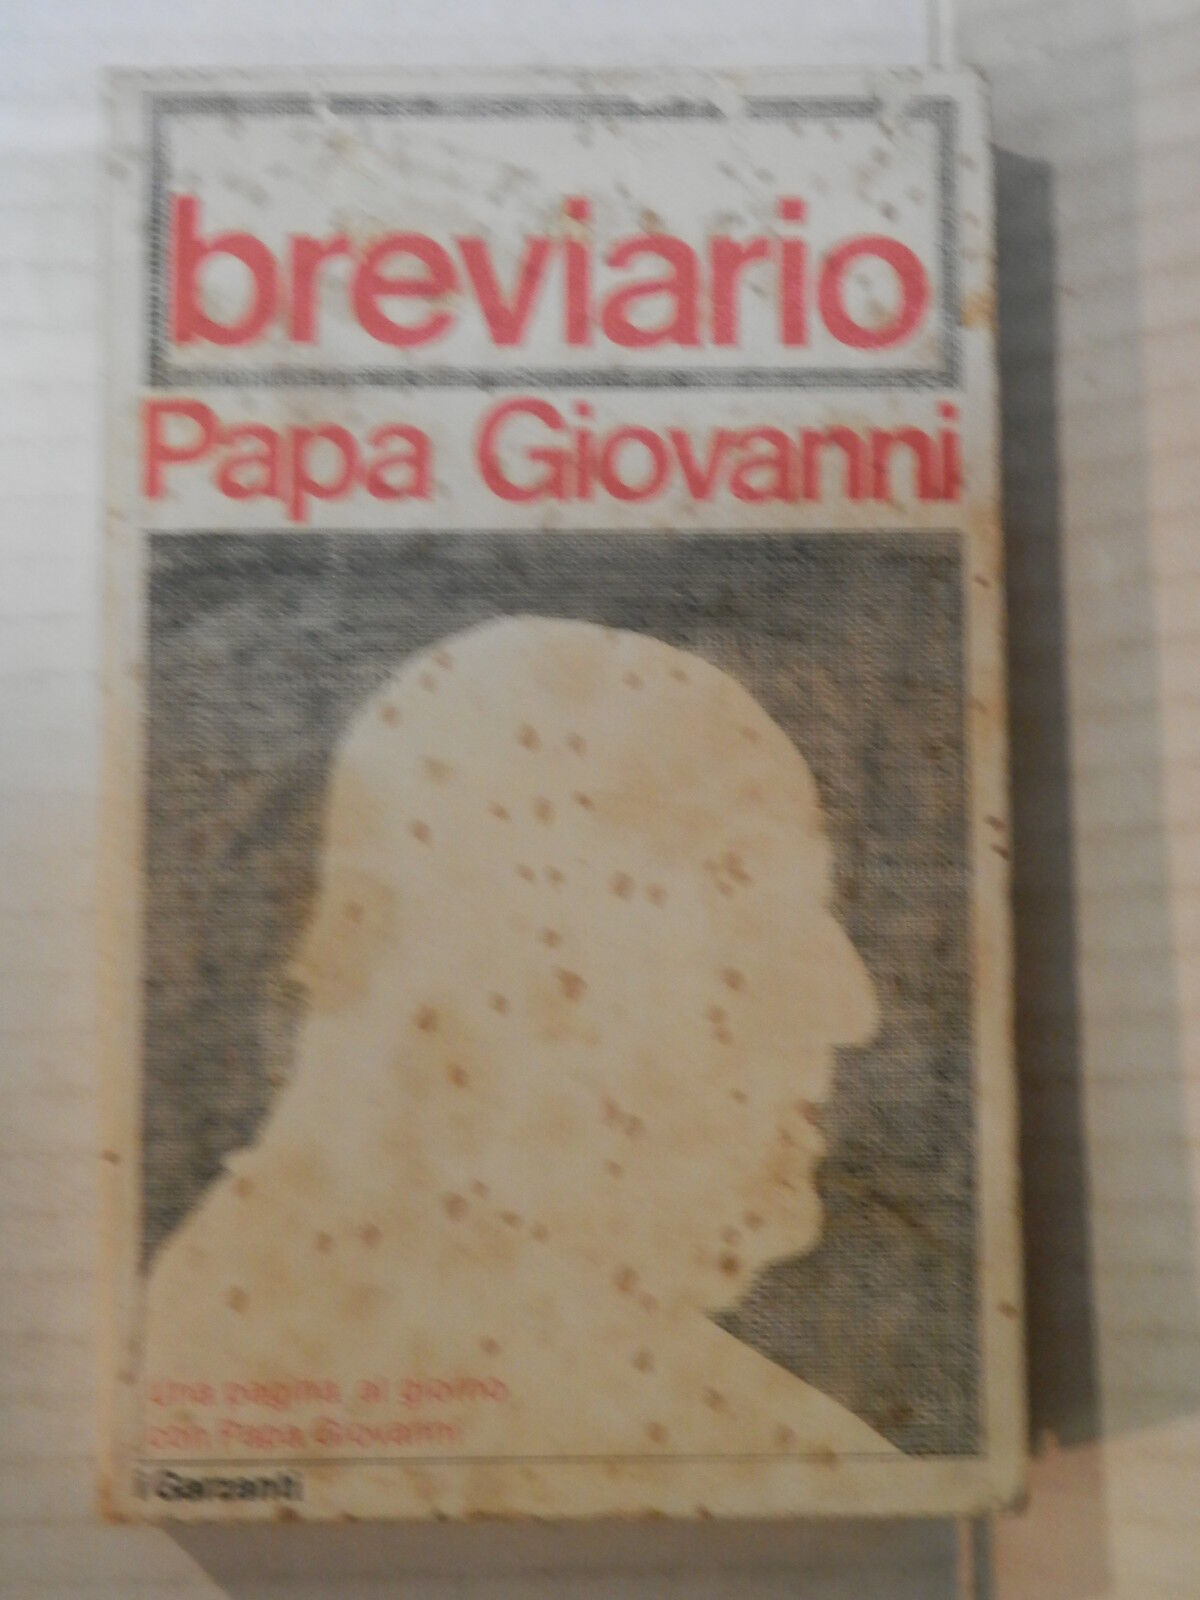 breviario
Papa Giovanni
una pagina al giorno
con Papa Giovanni
i Garzanti